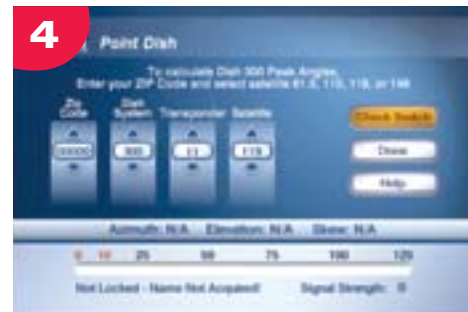 4
Point Dish
To calculate Dish 300 Peak Angles,
Enter your ZIP Code and select satellite 61.5, 110, 119, or 148
Zip Code Dish System Transponder Satellite
00000 300 11 119
Check Switch
Done
Help
Azimuth: N/A Elevation: N/A Skew: N/A
0 10 25 50 75 100 125
Not Locked - Name Not Acquired! Signal Strength: 0